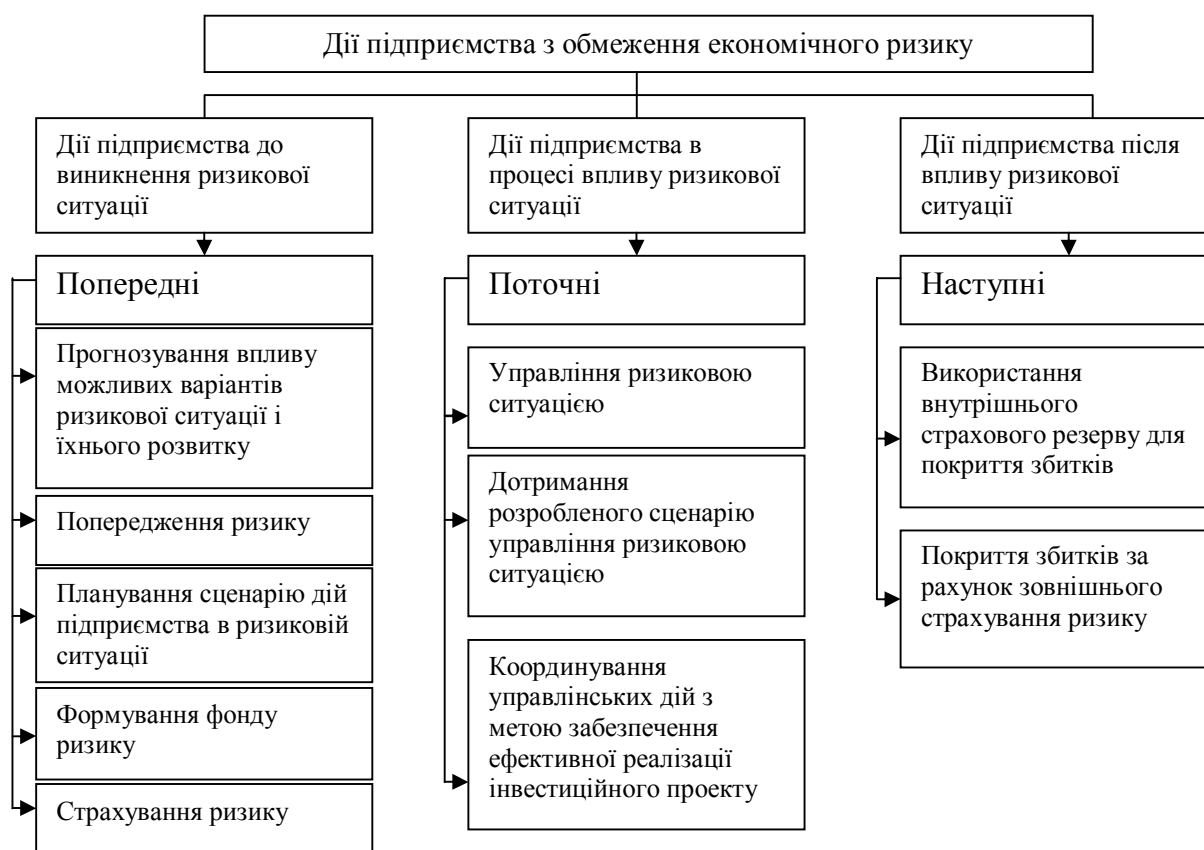 Дії підприємства з обмеження економічного ризику
Дії підприємства до
виникнення ризикової
ситуації
Попередні
Прогнозування впливу
можливих варіантів
ризикової ситуації і
їхнього розвитку
Попередження ризику
Планування сценарію дій
підприємства в ризиковій
ситуації
Формування фонду
ризику
Страхування ризику
Дії підприємства в
процесі впливу ризикової
ситуації
Поточні
Управління ризиковою
ситуацією
Дотримання
розробленого сценарію
управління ризиковою
ситуацією
Координування
управлінських дій з
метою забезпечення
ефективної реалізації
інвестиційного проекту
Дії підприємства після
впливу ризикової
ситуації
Наступні
Використання
внутрішнього
страхового резерву для
покриття збитків
Покриття збитків за
рахунок зовнішнього
страхування ризику